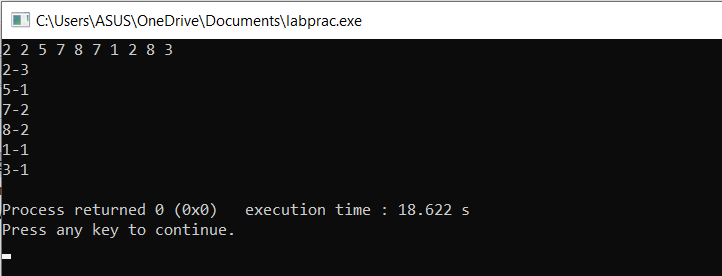 C:\Users\ASUS\OneDrive\Documents\labprac.exe
2 2 5 7 8 7 1 2 8 3
2-3
5-1
7-2
8-2
1-1
3-1
Process returned 0 (0x0)   execution time : 18.622 s
Press any key to continue.